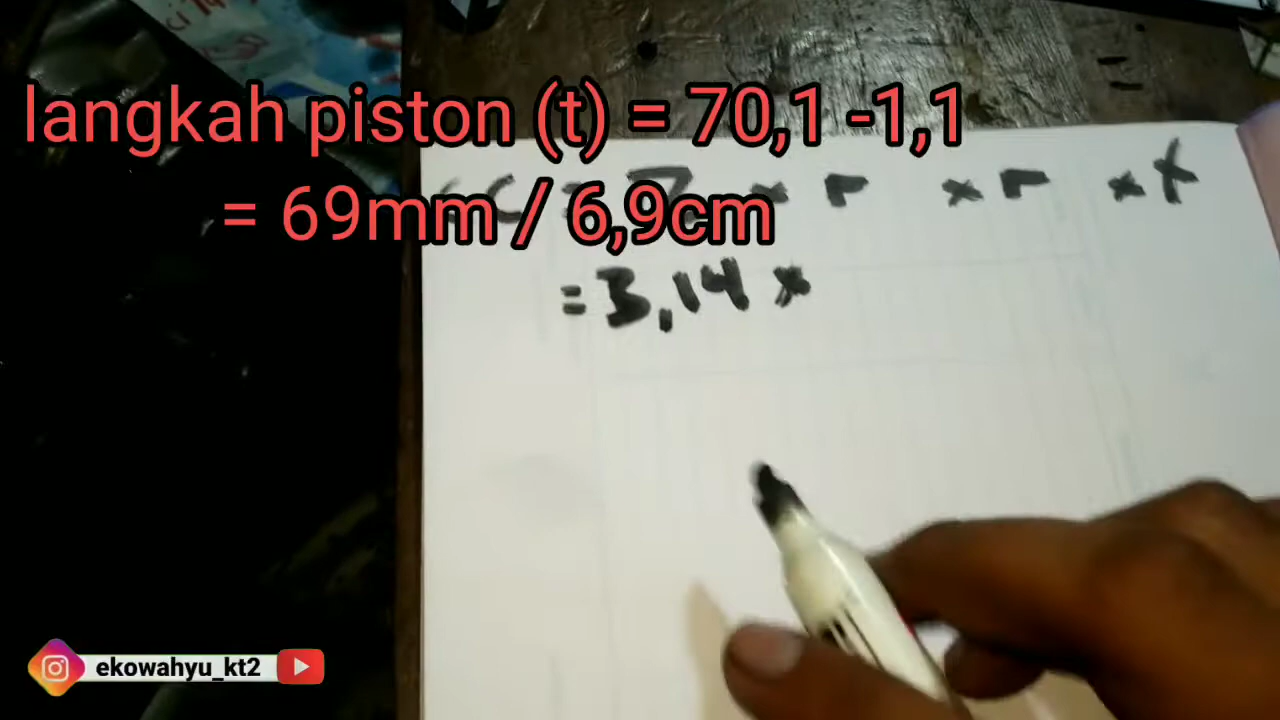 langkah piston (t) = 70,1 -1,1
= 69mm / 6,9cm
x r x r x t
= 3,14 x
ekowahyu_kt2